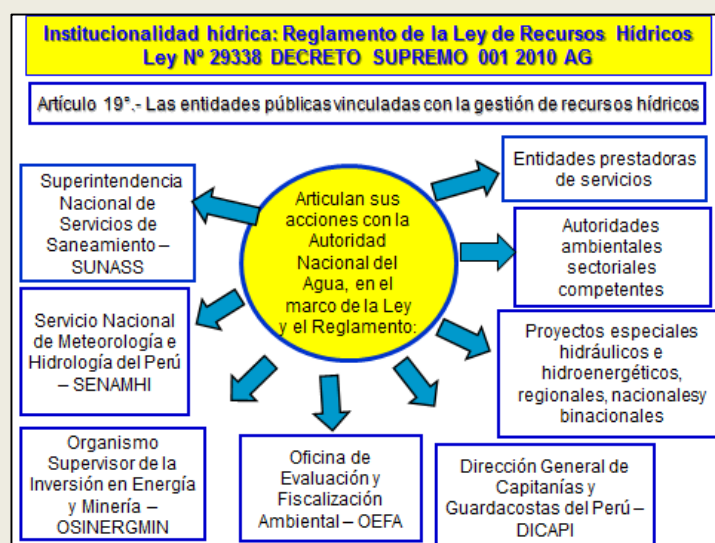 Institucionalidad hídrica: Reglamento de la Ley de Recursos Hídricos
Ley Nº 29338 DECRETO SUPREMO 001 2010 AG
Artículo 19°.- Las entidades públicas vinculadas con la gestión de recursos hídricos
Superintendencia
Nacional de
Servicios de
Saneamiento –
SUNASS
Servicio Nacional
de Meteorología e
Hidrología del Perú
– SENAMHI
Organismo
Supervisor de la
Inversión en Energía
y Minería –
OSINERGMIN
Articulan sus
acciones con la
Autoridad
Nacional del
Agua, en el
marco de la Ley
y el Reglamento:
Oficina de
Evaluación y
Fiscalización
Ambiental – OEFA
Entidades prestadoras
de servicios
Autoridades
ambientales
sectoriales
competentes
Proyectos especiales
hidráulicos e
hidroenergéticos,
regionales, nacionales y
binacionales
Dirección General de
Capitanías y
Guardacostas del Perú –
DICAPI